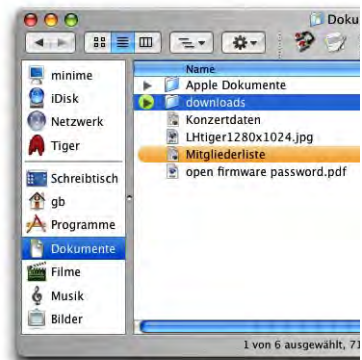 Doku
Name
minime
iDisk
Netzwerk
Tiger
Schreibtisch
gb
Programme
Dokumente
Filme
Musik
Bilder
Apple Dokumente
downloads
Konzertdaten
LHtiger1280x1024.jpg
Mitgliederliste
open firmware password.pdf
1 von 6 ausgewählt, 71